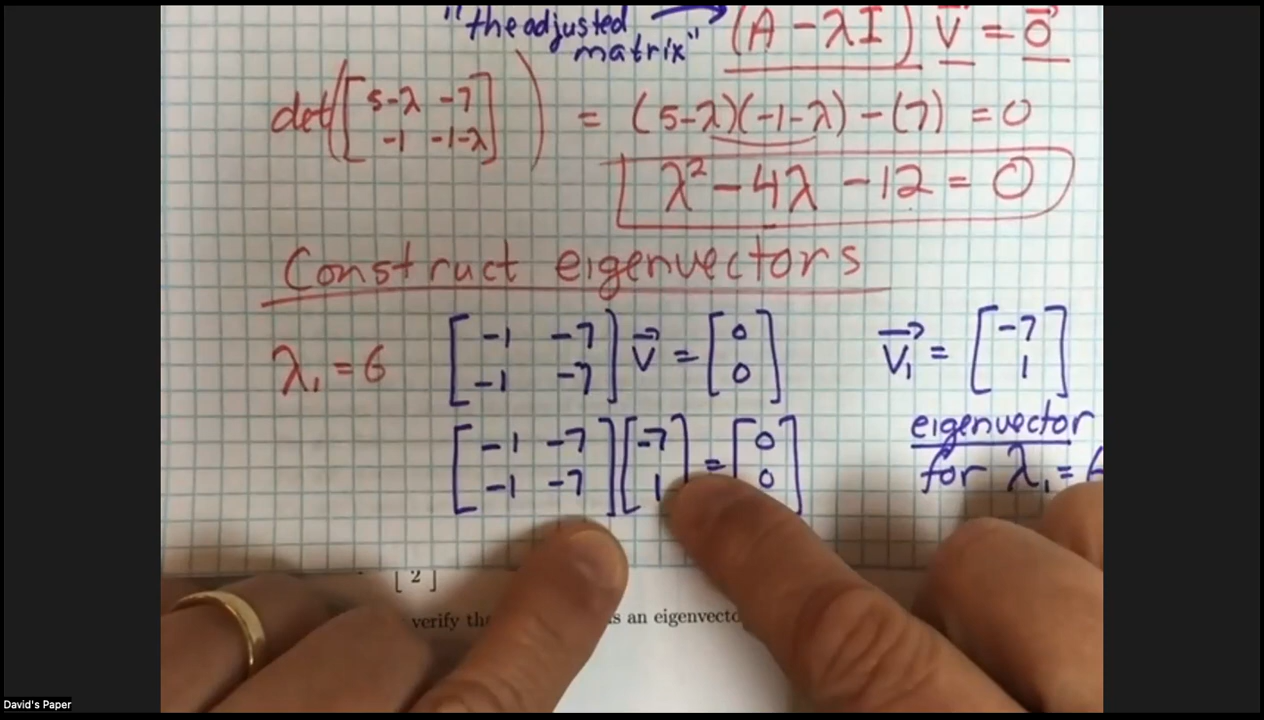 "the adjusted matrix" → (A - λI) v⃗ = 0⃗
det([5-λ -7; -1 -1-λ]) = (5-λ)(-1-λ) - (7) = 0
λ² - 4λ - 12 = 0
Construct eigenvectors
λ₁ = 6 [-1 -7; -1 -7] v⃗ = [0; 0] v⃗₁ = [-7; 1]
[-1 -7; -1 -7] [-7; 1] = [0; 0] eigenvector
for λ₁ = 6
[2]
verify
an
David's Paper